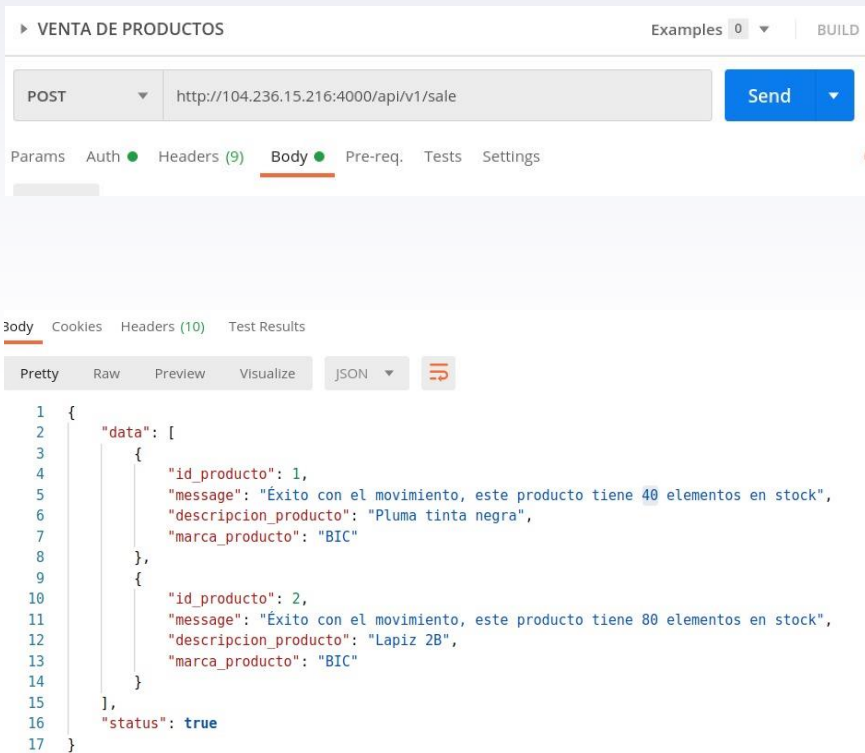 VENTA DE PRODUCTOS Examples 0 BUILD
POST http://104.236.15.216:4000/api/v1/sale Send
Params Auth Headers (9) Body Pre-req. Tests Settings
Body Cookies Headers (10) Test Results
Pretty Raw Preview Visualize JSON
1 {
2 "data": [
3 {
4 "id_producto": 1,
5 "message": "Éxito con el movimiento, este producto tiene 40 elementos en stock",
6 "descripcion_producto": "Pluma tinta negra",
7 "marca_producto": "BIC"
8 },
9 {
10 "id_producto": 2,
11 "message": "Éxito con el movimiento, este producto tiene 80 elementos en stock",
12 "descripcion_producto": "Lapiz 2B",
13 "marca_producto": "BIC"
14 }
15 ],
16 "status": true
17 }